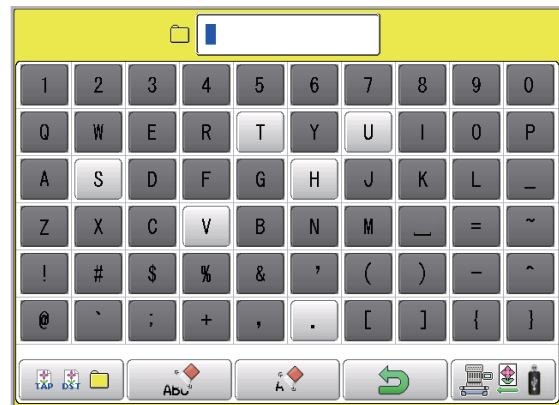 1 2 3 4 5 6 7 8 9 0
Q W E R T Y U I O P
A S D F G H J K L _
Z X C V B N M ⎵ = ~
! # $ % & ' ( ) - ^
@ ` ; + , . [ ] { }
TAP DST ABC A